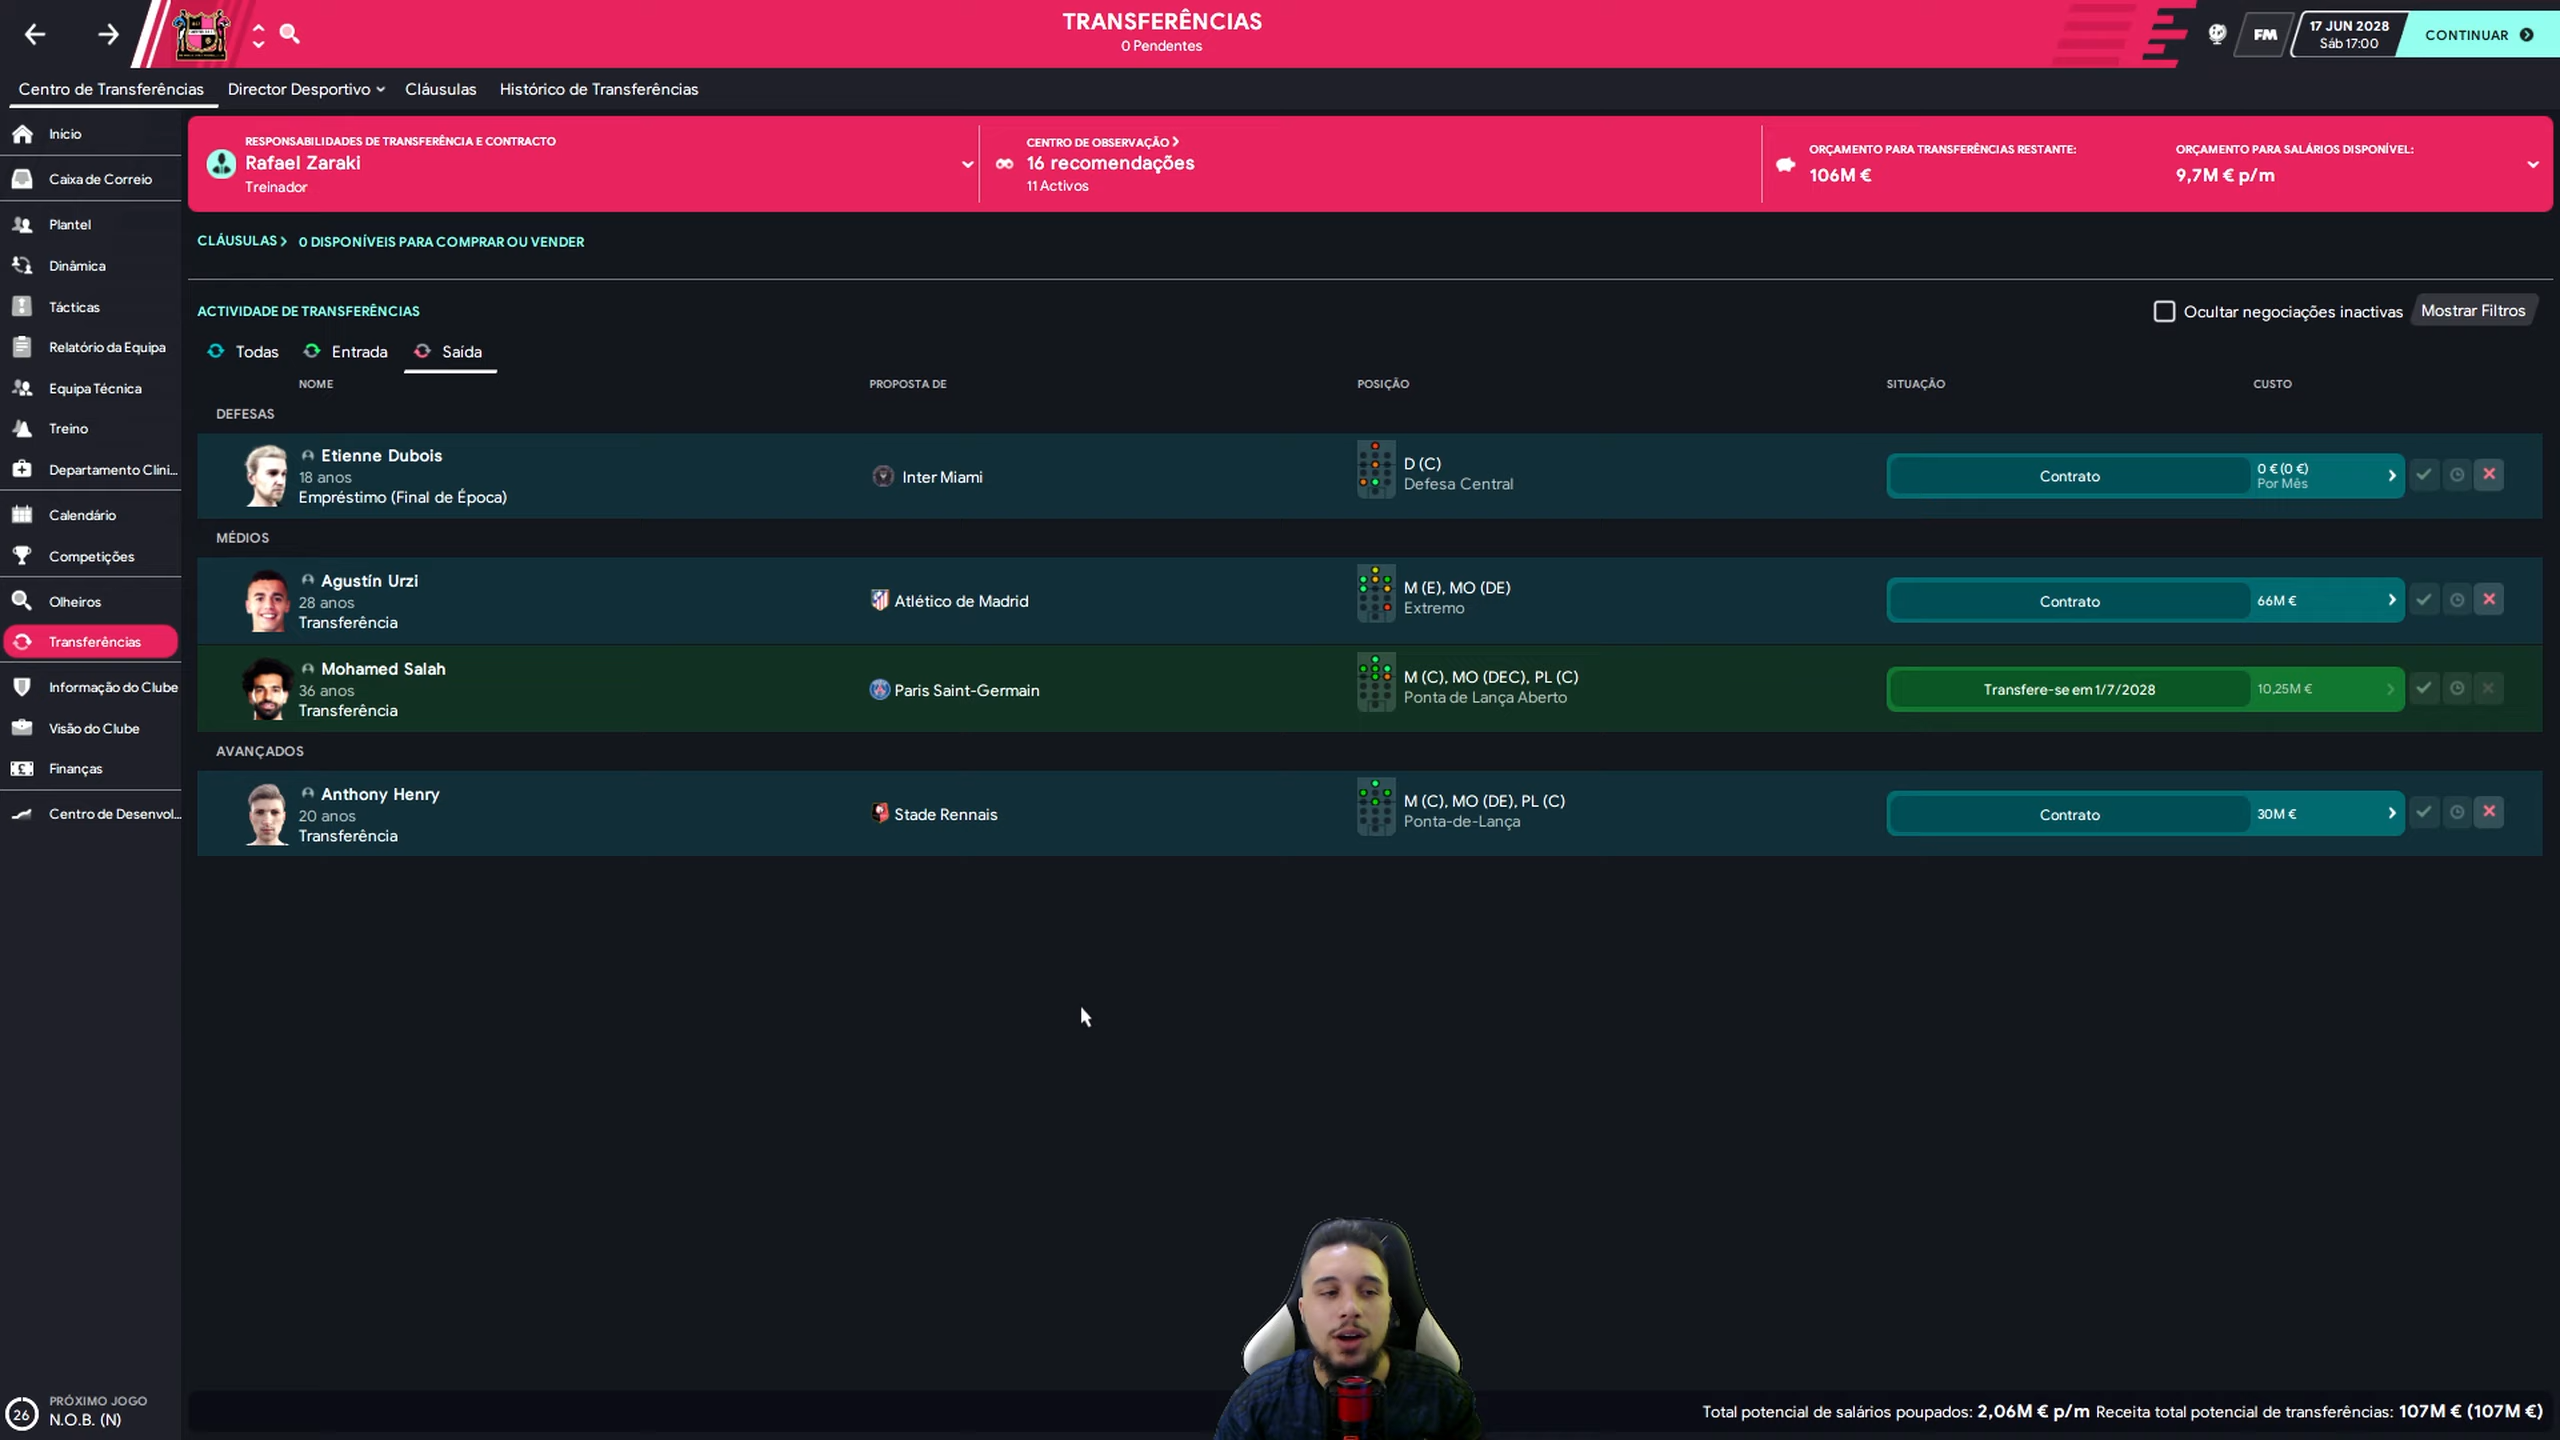 TRANSFERÊNCIAS
0 Pendentes
FM
17 JUN 2028
Sáb 17:00
CONTINUAR
Centro de Transferências
Director Desportivo
Cláusulas
Histórico de Transferências
Inicio
Caixa de Correio
Plantel
Dinâmica
Tácticas
Relatório da Equipa
Equipa Técnica
Treino
Departamento Clíni...
Calendário
Competições
Olheiros
Transferências
Informação do Clube
Visão do Clube
Finanças
Centro de Desenvol...
PRÓXIMO JOGO
26
N.O.B. (N)
RESPONSABILIDADES DE TRANSFERÊNCIA E CONTRACTO
Rafael Zaraki
Treinador
CENTRO DE OBSERVAÇÃO
16 recomendações
11 Activos
ORÇAMENTO PARA TRANSFERÊNCIAS RESTANTE:
106M €
ORÇAMENTO PARA SALÁRIOS DISPONÍVEL:
9,7M € p/m
CLÁUSULAS 0 DISPONÍVEIS PARA COMPRAR OU VENDER
ACTIVIDADE DE TRANSFERÊNCIAS
Ocultar negociações inactivas
Mostrar Filtros
Todas
Entrada
Saída
NOME PROPOSTA DE POSIÇÃO SITUAÇÃO CUSTO
DEFESAS
Etienne Dubois
18 anos
Empréstimo (Final de Época)
Inter Miami
D (C)
Defesa Central
Contrato
0 € (0 €)
Por Mês
MÉDIOS
Agustín Urzi
28 anos
Transferência
Atlético de Madrid
M (E), MO (DE)
Extremo
Contrato
66M €
Mohamed Salah
36 anos
Transferência
Paris Saint-Germain
M (C), MO (DEC), PL (C)
Ponta de Lança Aberto
Transfere-se em 1/7/2028
10,25M €
AVANÇADOS
Anthony Henry
20 anos
Transferência
Stade Rennais
M (C), MO (DE), PL (C)
Ponta-de-Lança
Contrato
30M €
Total potencial de salários poupados: 2,06M € p/m Receita total potencial de transferências: 107M € (107M €)